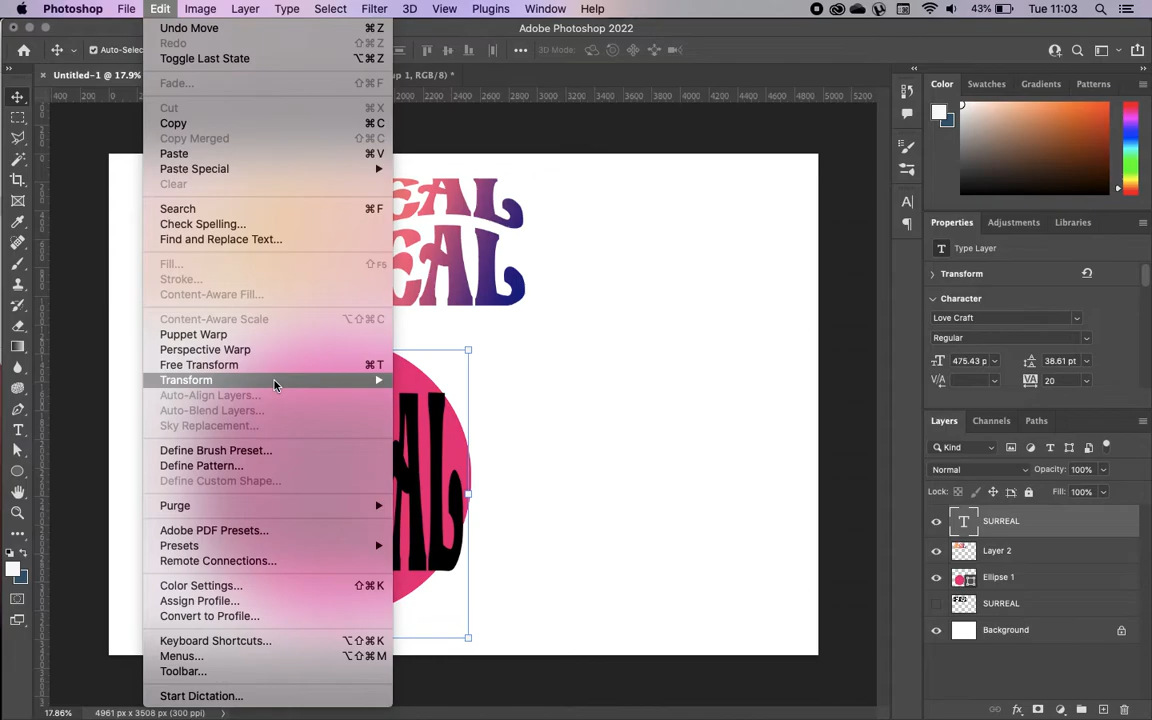 Photoshop File Edit Image Layer Type Select Filter 3D View Plugins Window Help 43% Tue 11:03
Adobe Photoshop 2022
Auto-Selec 3D Mode:
Untitled-1 @ 17.9% up 1, RGB/8) *
400 200 0 2000 2200 2400 2600 2800 3000 3200 3400 3600 3800 4000 4200 4400 4600 4800 5000 5200
Undo Move ⌘Z
Redo ⇧⌘Z
Toggle Last State ⌥⌘Z
Fade... ⇧⌘F
Cut ⌘X
Copy ⌘C
Copy Merged ⇧⌘C
Paste ⌘V
Paste Special
Clear
Search ⌘F
Check Spelling...
Find and Replace Text...
Fill... ⇧F5
Stroke...
Content-Aware Fill...
Content-Aware Scale ⌥⇧⌘C
Puppet Warp
Perspective Warp
Free Transform ⌘T
Transform
Auto-Align Layers...
Auto-Blend Layers...
Sky Replacement...
Define Brush Preset...
Define Pattern...
Define Custom Shape...
Purge
Adobe PDF Presets...
Presets
Remote Connections...
Color Settings... ⇧⌘K
Assign Profile...
Convert to Profile...
Keyboard Shortcuts... ⌥⇧⌘K
Menus... ⌥⇧⌘M
Toolbar...
Start Dictation...
EAL
CAL
AL
Color Swatches Gradients Patterns
Properties Adjustments Libraries
T Type Layer
Transform
Character
Love Craft
Regular
475.43 p 38.61 pt
20
Layers Channels Paths
Kind
Normal Opacity: 100%
Lock: Fill: 100%
T SURREAL
Layer 2
Ellipse 1
SURREAL
Background
17.86% 4961 px x 3508 px (300 ppi)